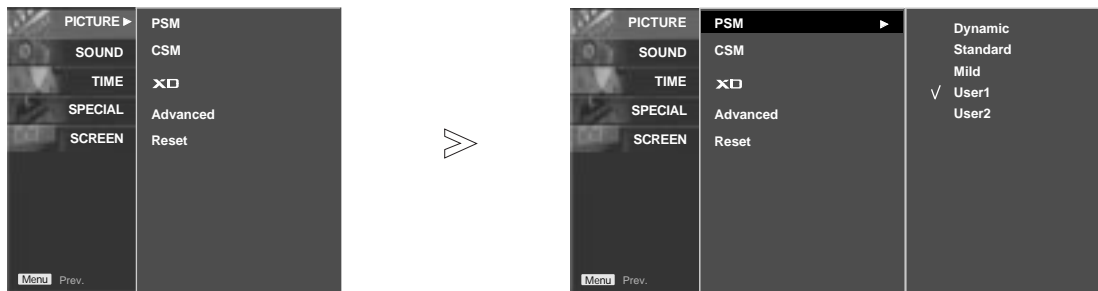 PICTURE ►
SOUND
TIME
SPECIAL
SCREEN
PSM
CSM
XD
Advanced
Reset
Menu Prev.
PICTURE
SOUND
TIME
SPECIAL
SCREEN
PSM ►
CSM
XD
Advanced
Reset
Dynamic
Standard
Mild
√ User1
User2
Menu Prev.